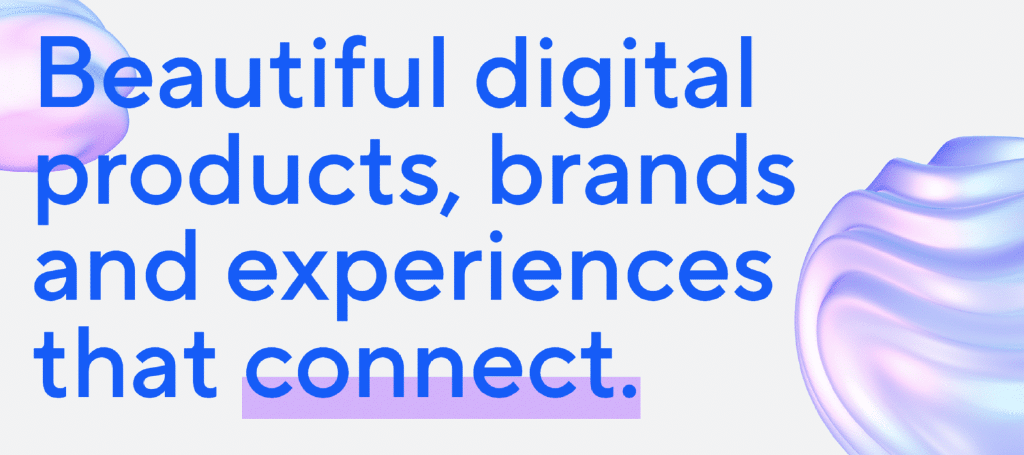 Beautiful digital
products, brands
and experiences
that connect.